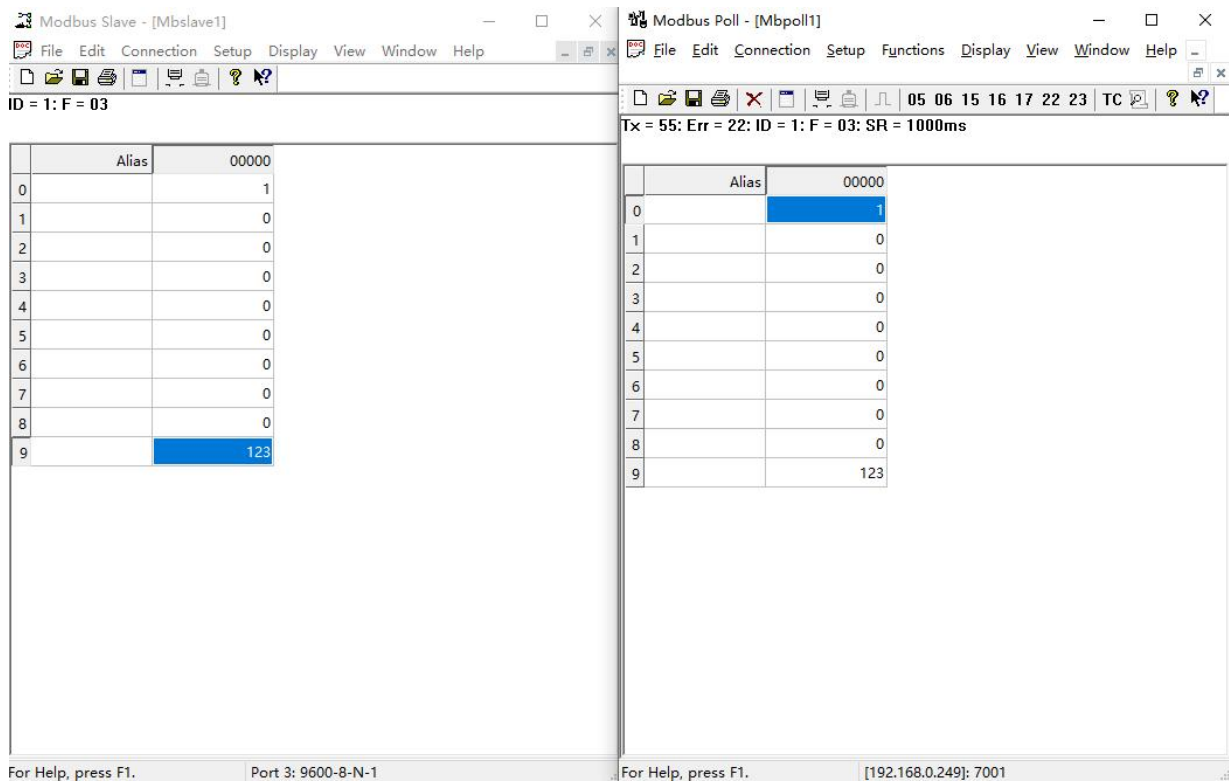 Modbus Slave - [Mbslave1]
File Edit Connection Setup Display View Window Help
ID = 1: F = 03
Alias 00000
0 1
1 0
2 0
3 0
4 0
5 0
6 0
7 0
8 0
9 123
For Help, press F1. Port 3: 9600-8-N-1
Modbus Poll - [Mbpoll1]
File Edit Connection Setup Functions Display View Window Help
05 06 15 16 17 22 23 TC
Tx = 55: Err = 22: ID = 1: F = 03: SR = 1000ms
Alias 00000
0 1
1 0
2 0
3 0
4 0
5 0
6 0
7 0
8 0
9 123
For Help, press F1. [192.168.0.249]: 7001